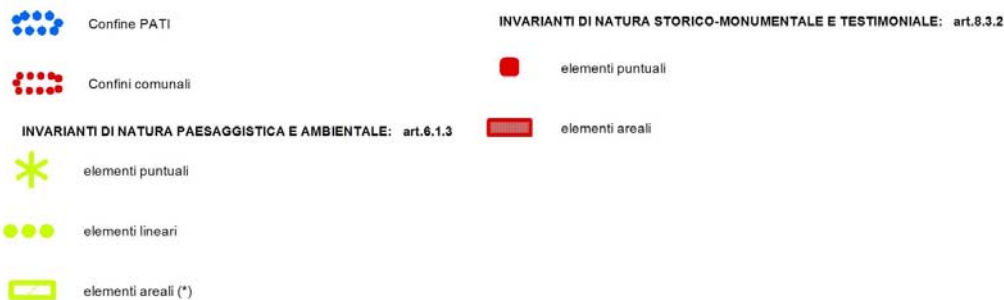 Confine PATI
Confini comunali
INVARIANTI DI NATURA PAESAGGISTICA E AMBIENTALE: art.6.1.3
elementi puntuali
elementi lineari
elementi areali (*)
INVARIANTI DI NATURA STORICO-MONUMENTALE E TESTIMONIALE: art.8.3.2
elementi puntuali
elementi areali